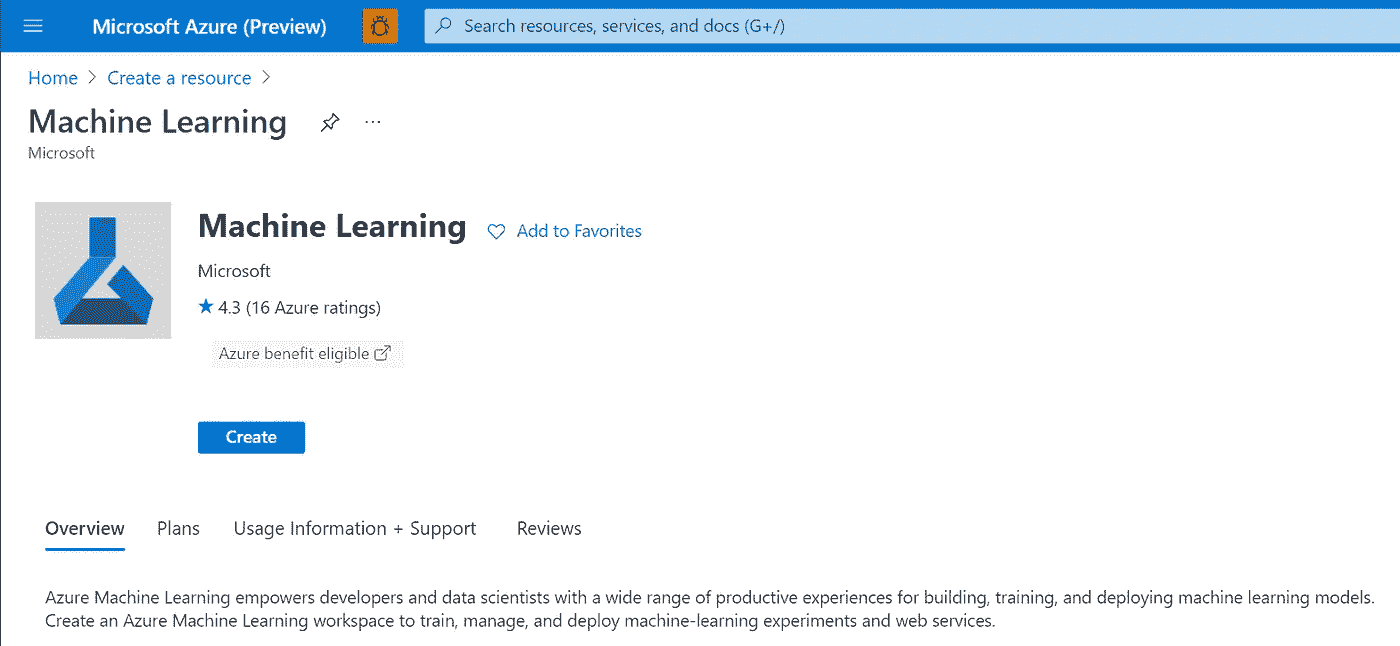 Microsoft Azure (Preview)
Search resources, services, and docs (G+/)
Home > Create a resource >
Machine Learning ...
Microsoft
Machine Learning Add to Favorites
Microsoft
★ 4.3 (16 Azure ratings)
Azure benefit eligible
Create
Overview Plans Usage Information + Support Reviews
Azure Machine Learning empowers developers and data scientists with a wide range of productive experiences for building, training, and deploying machine learning models.
Create an Azure Machine Learning workspace to train, manage, and deploy machine-learning experiments and web services.